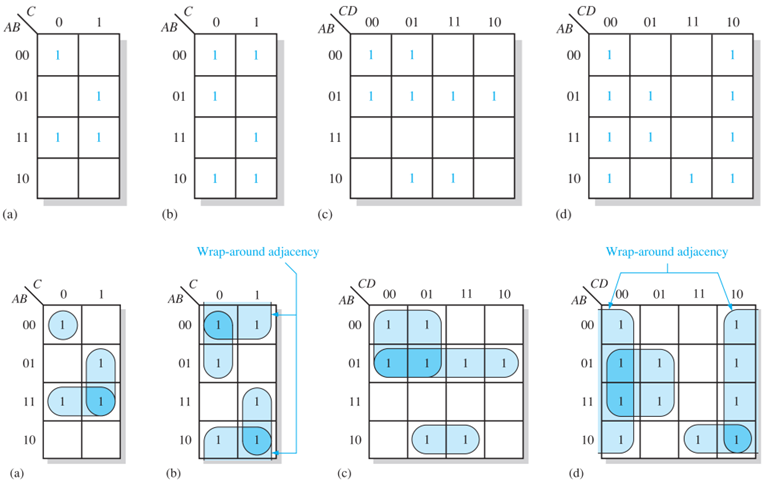 C
AB 0 1
00 1
01 1
11 1 1
10
(a)
C
AB 0 1
00 1 1
01 1
11 1
10 1 1
(b)
CD
AB 00 01 11 10
00 1 1
01 1 1 1 1
11
10 1 1
(c)
CD
AB 00 01 11 10
00 1 1
01 1 1 1
11 1 1 1
10 1 1 1
(d)
C
AB 0 1
00 1
01 1
11 1 1
10
(a)
Wrap-around adjacency
C
AB 0 1
00 1 1
01 1
11 1
10 1 1
(b)
CD
AB 00 01 11 10
00 1 1
01 1 1 1 1
11
10 1 1
(c)
Wrap-around adjacency
CD
AB 00 01 11 10
00 1 1
01 1 1 1
11 1 1 1
10 1 1 1
(d)